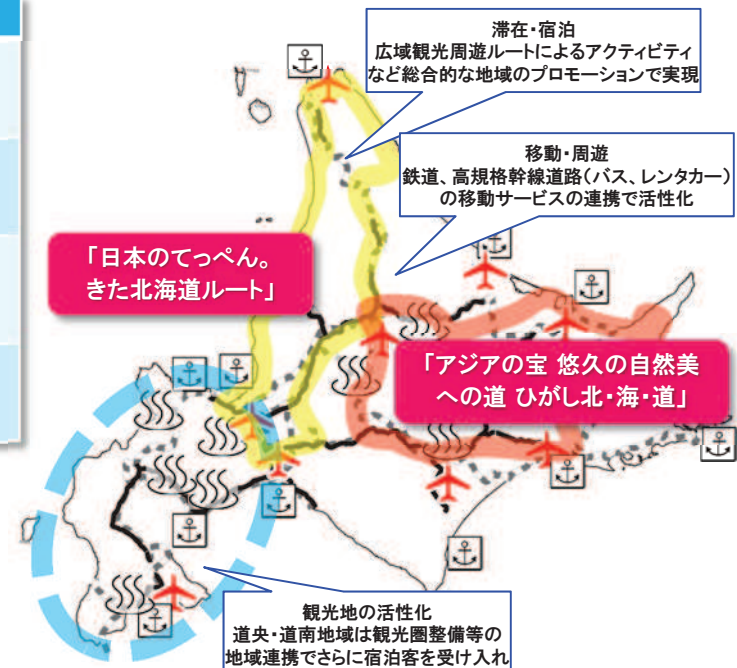 滞在・宿泊
広域観光周遊ルートによるアクティビティ
など総合的な地域のプロモーションで実現
移動・周遊
鉄道、高規格幹線道路（バス、レンタカー）
の移動サービスの連携で活性化
「日本のてっぺん。
きた北海道ルート」
「アジアの宝 悠久の自然美
への道 ひがし北・海・道」
観光地の活性化
道央・道南地域は観光圏整備等の
地域連携でさらに宿泊客を受け入れ